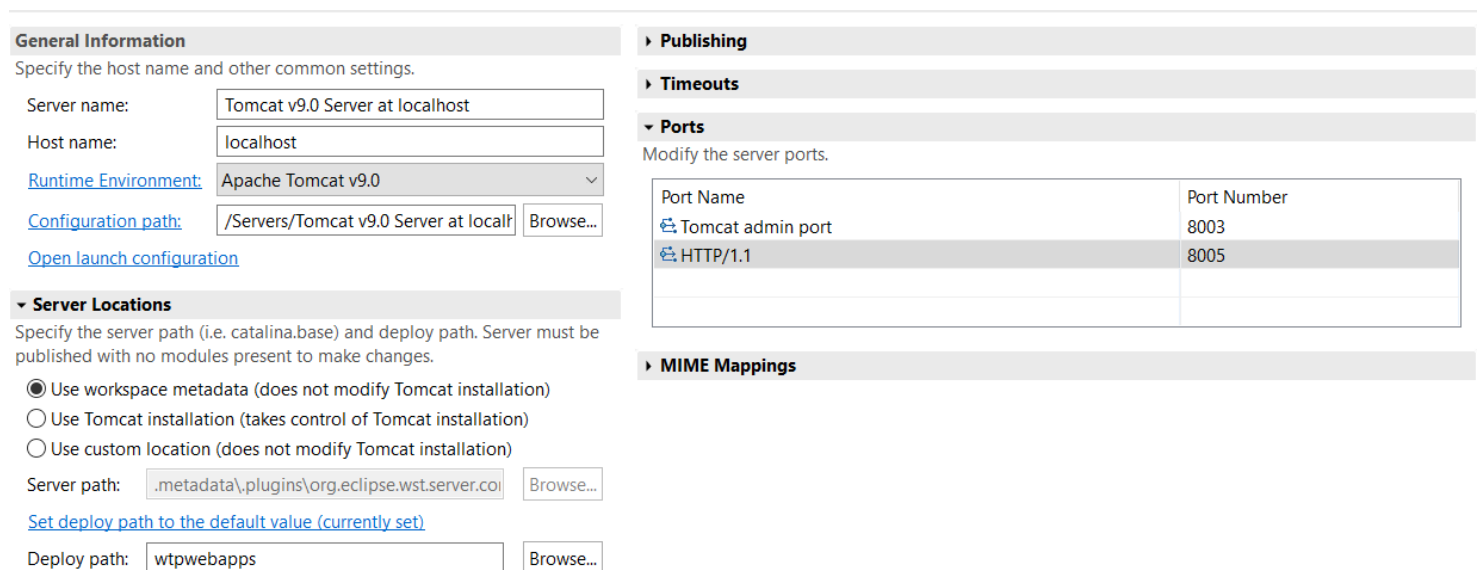 General Information
Specify the host name and other common settings.
Server name: Tomcat v9.0 Server at localhost
Host name: localhost
Runtime Environment: Apache Tomcat v9.0
Configuration path: /Servers/Tomcat v9.0 Server at localh Browse...
Open launch configuration
Server Locations
Specify the server path (i.e. catalina.base) and deploy path. Server must be
published with no modules present to make changes.
Use workspace metadata (does not modify Tomcat installation)
Use Tomcat installation (takes control of Tomcat installation)
Use custom location (does not modify Tomcat installation)
Server path: .metadata\.plugins\org.eclipse.wst.server.co Browse...
Set deploy path to the default value (currently set)
Deploy path: wtpwebapps Browse...
Publishing
Timeouts
Ports
Modify the server ports.
Port Name Port Number
Tomcat admin port 8003
HTTP/1.1 8005
MIME Mappings